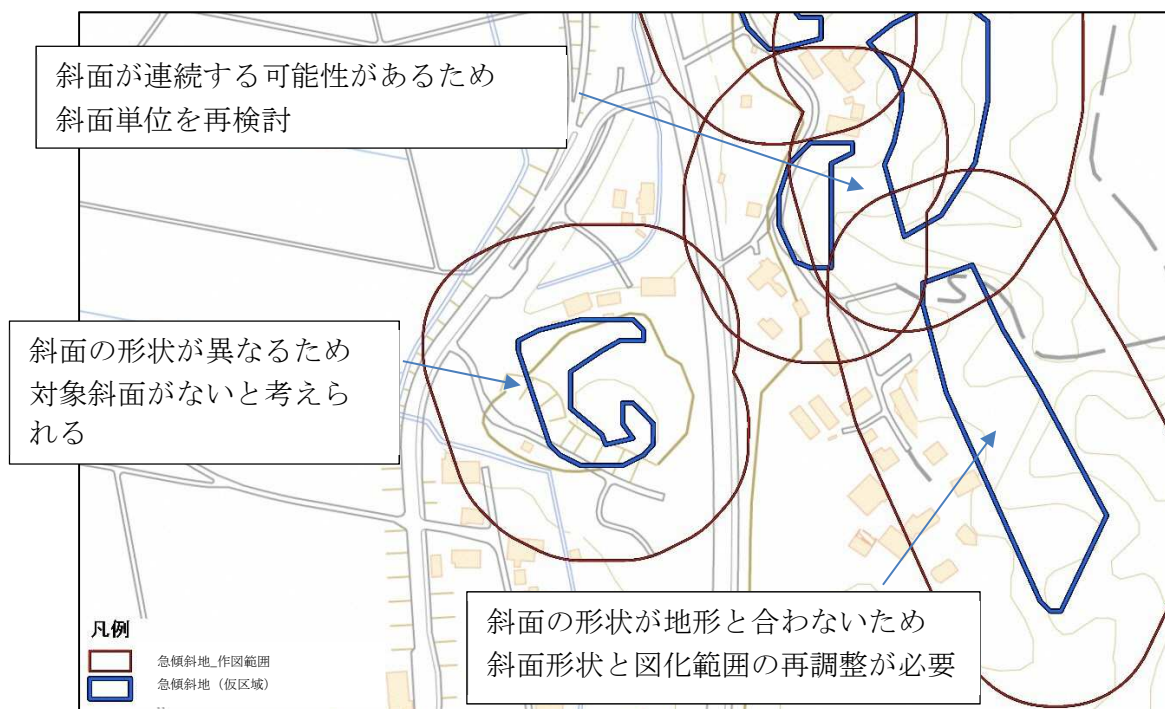 斜面が連続する可能性があるため
斜面単位を再検討
斜面の形状が異なるため
対象斜面がないと考えら
れる
斜面の形状が地形と合わないため
斜面形状と図化範囲の再調整が必要
凡例
急傾斜地_作図範囲
急傾斜地（仮区域）